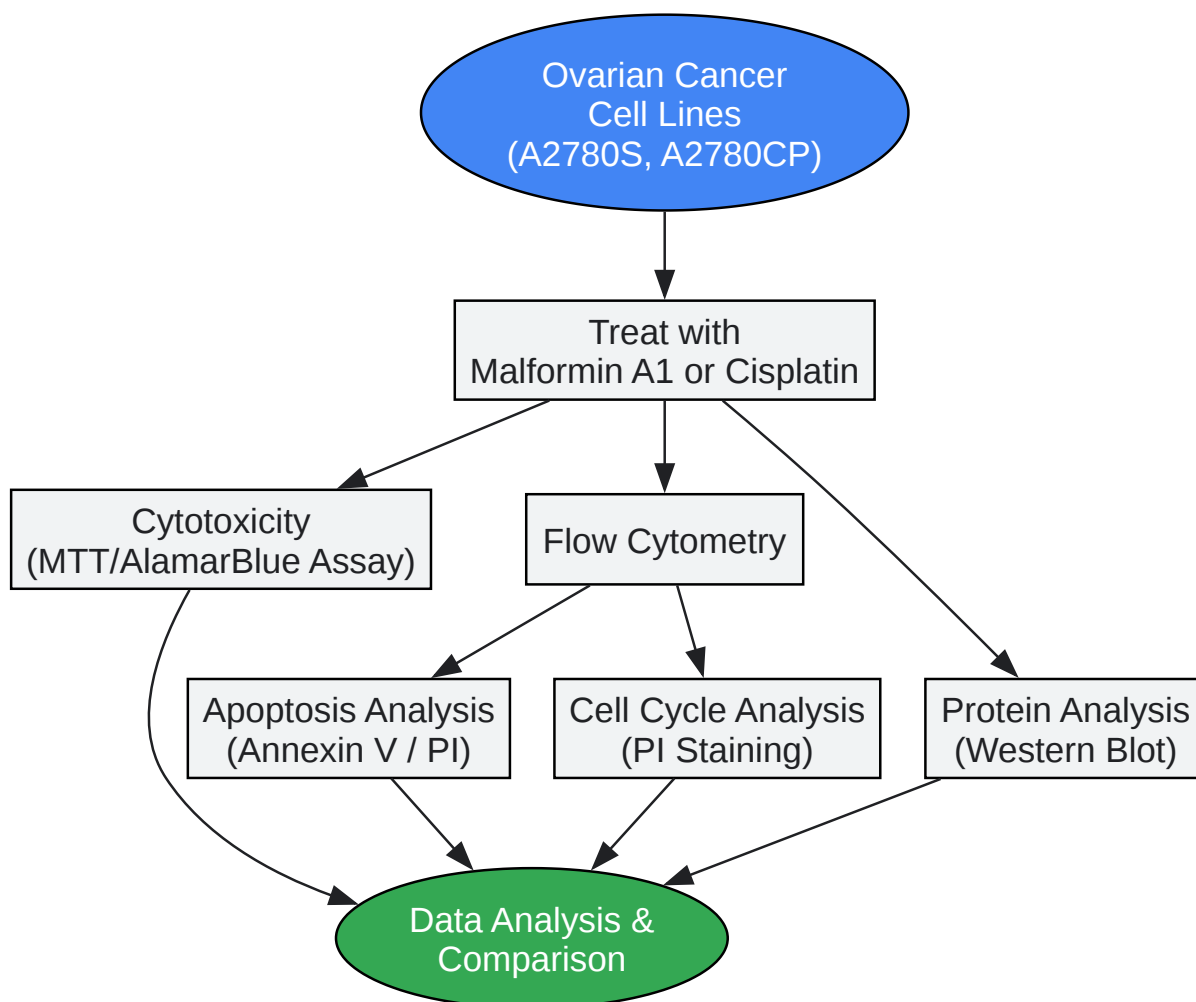 Ovarian Cancer
Cell Lines
(A2780S, A2780CP)
Treat with
Malformin A1 or Cisplatin
Cytotoxicity
(MTT/AlamarBlue Assay)
Flow Cytometry
Apoptosis Analysis
(Annexin V / PI)
Cell Cycle Analysis
(PI Staining)
Protein Analysis
(Western Blot)
Data Analysis &
Comparison